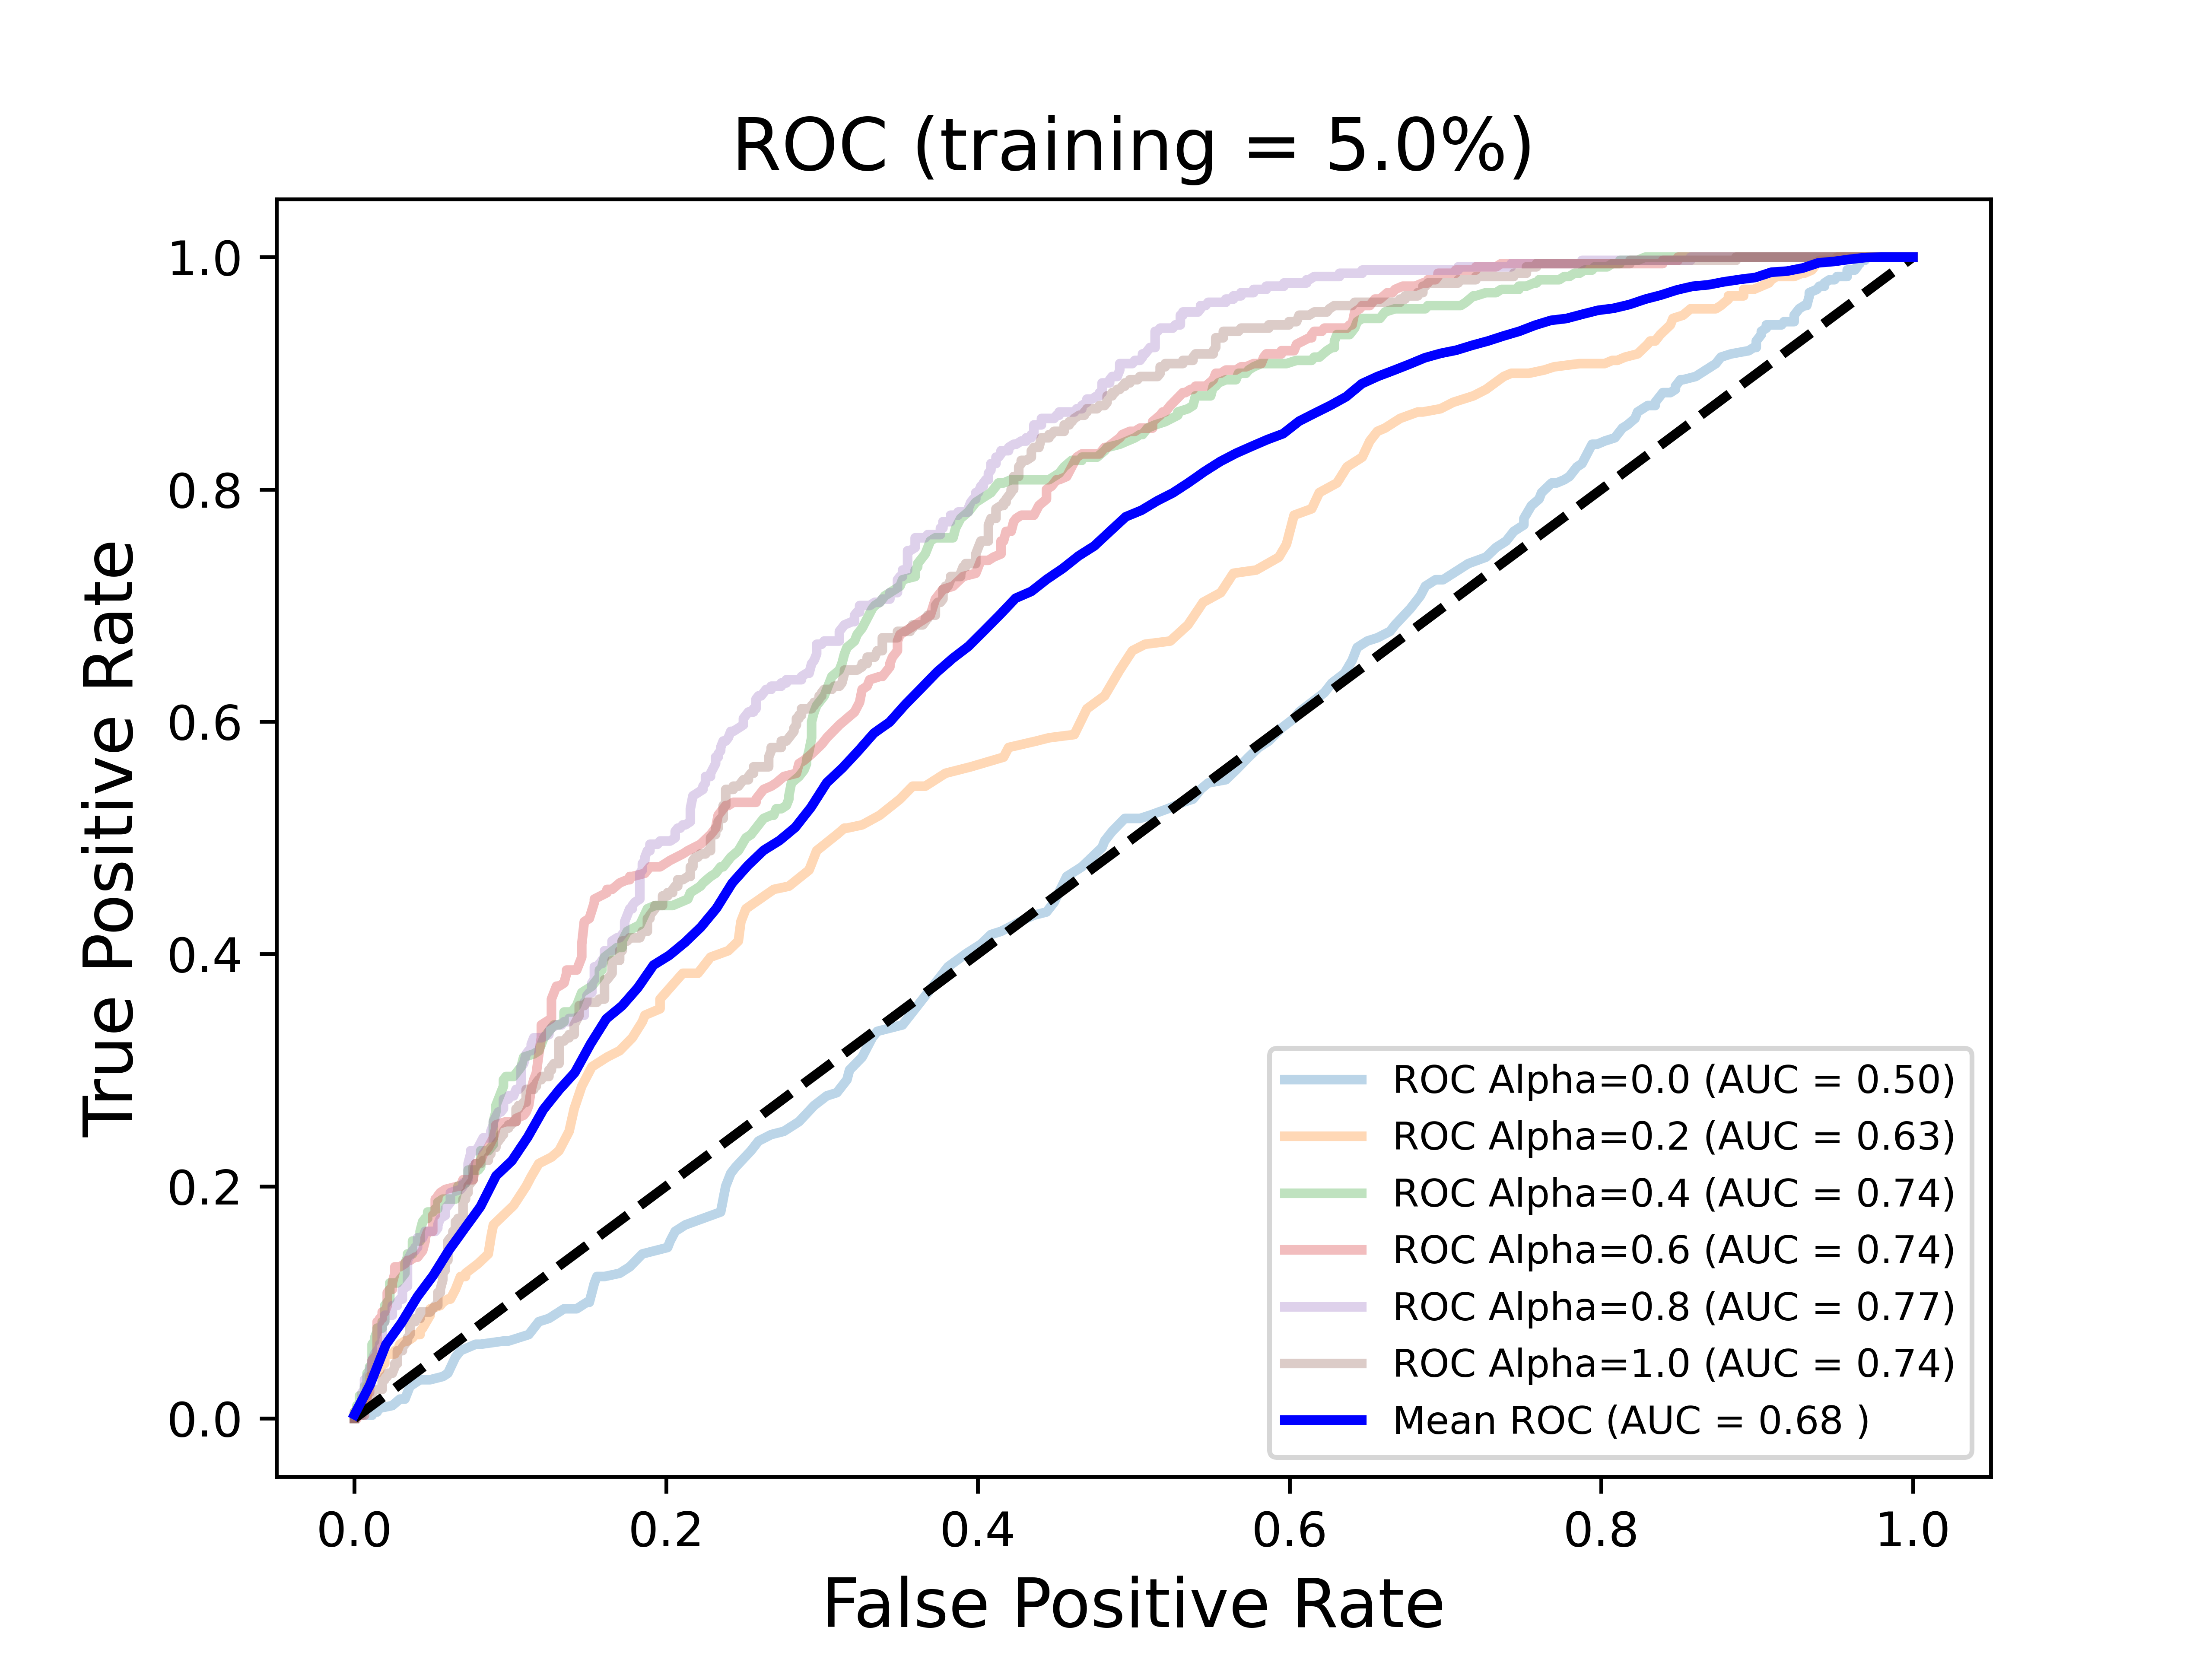 ROC (training = 5.0%)
True Positive Rate
1.0
0.8
0.6
0.4
0.2
0.0
ROC Alpha=0.0 (AUC = 0.50)
ROC Alpha=0.2 (AUC = 0.63)
ROC Alpha=0.4 (AUC = 0.74)
ROC Alpha=0.6 (AUC = 0.74)
ROC Alpha=0.8 (AUC = 0.77)
ROC Alpha=1.0 (AUC = 0.74)
Mean ROC (AUC = 0.68 )
0.0 0.2 0.4 0.6 0.8 1.0
False Positive Rate